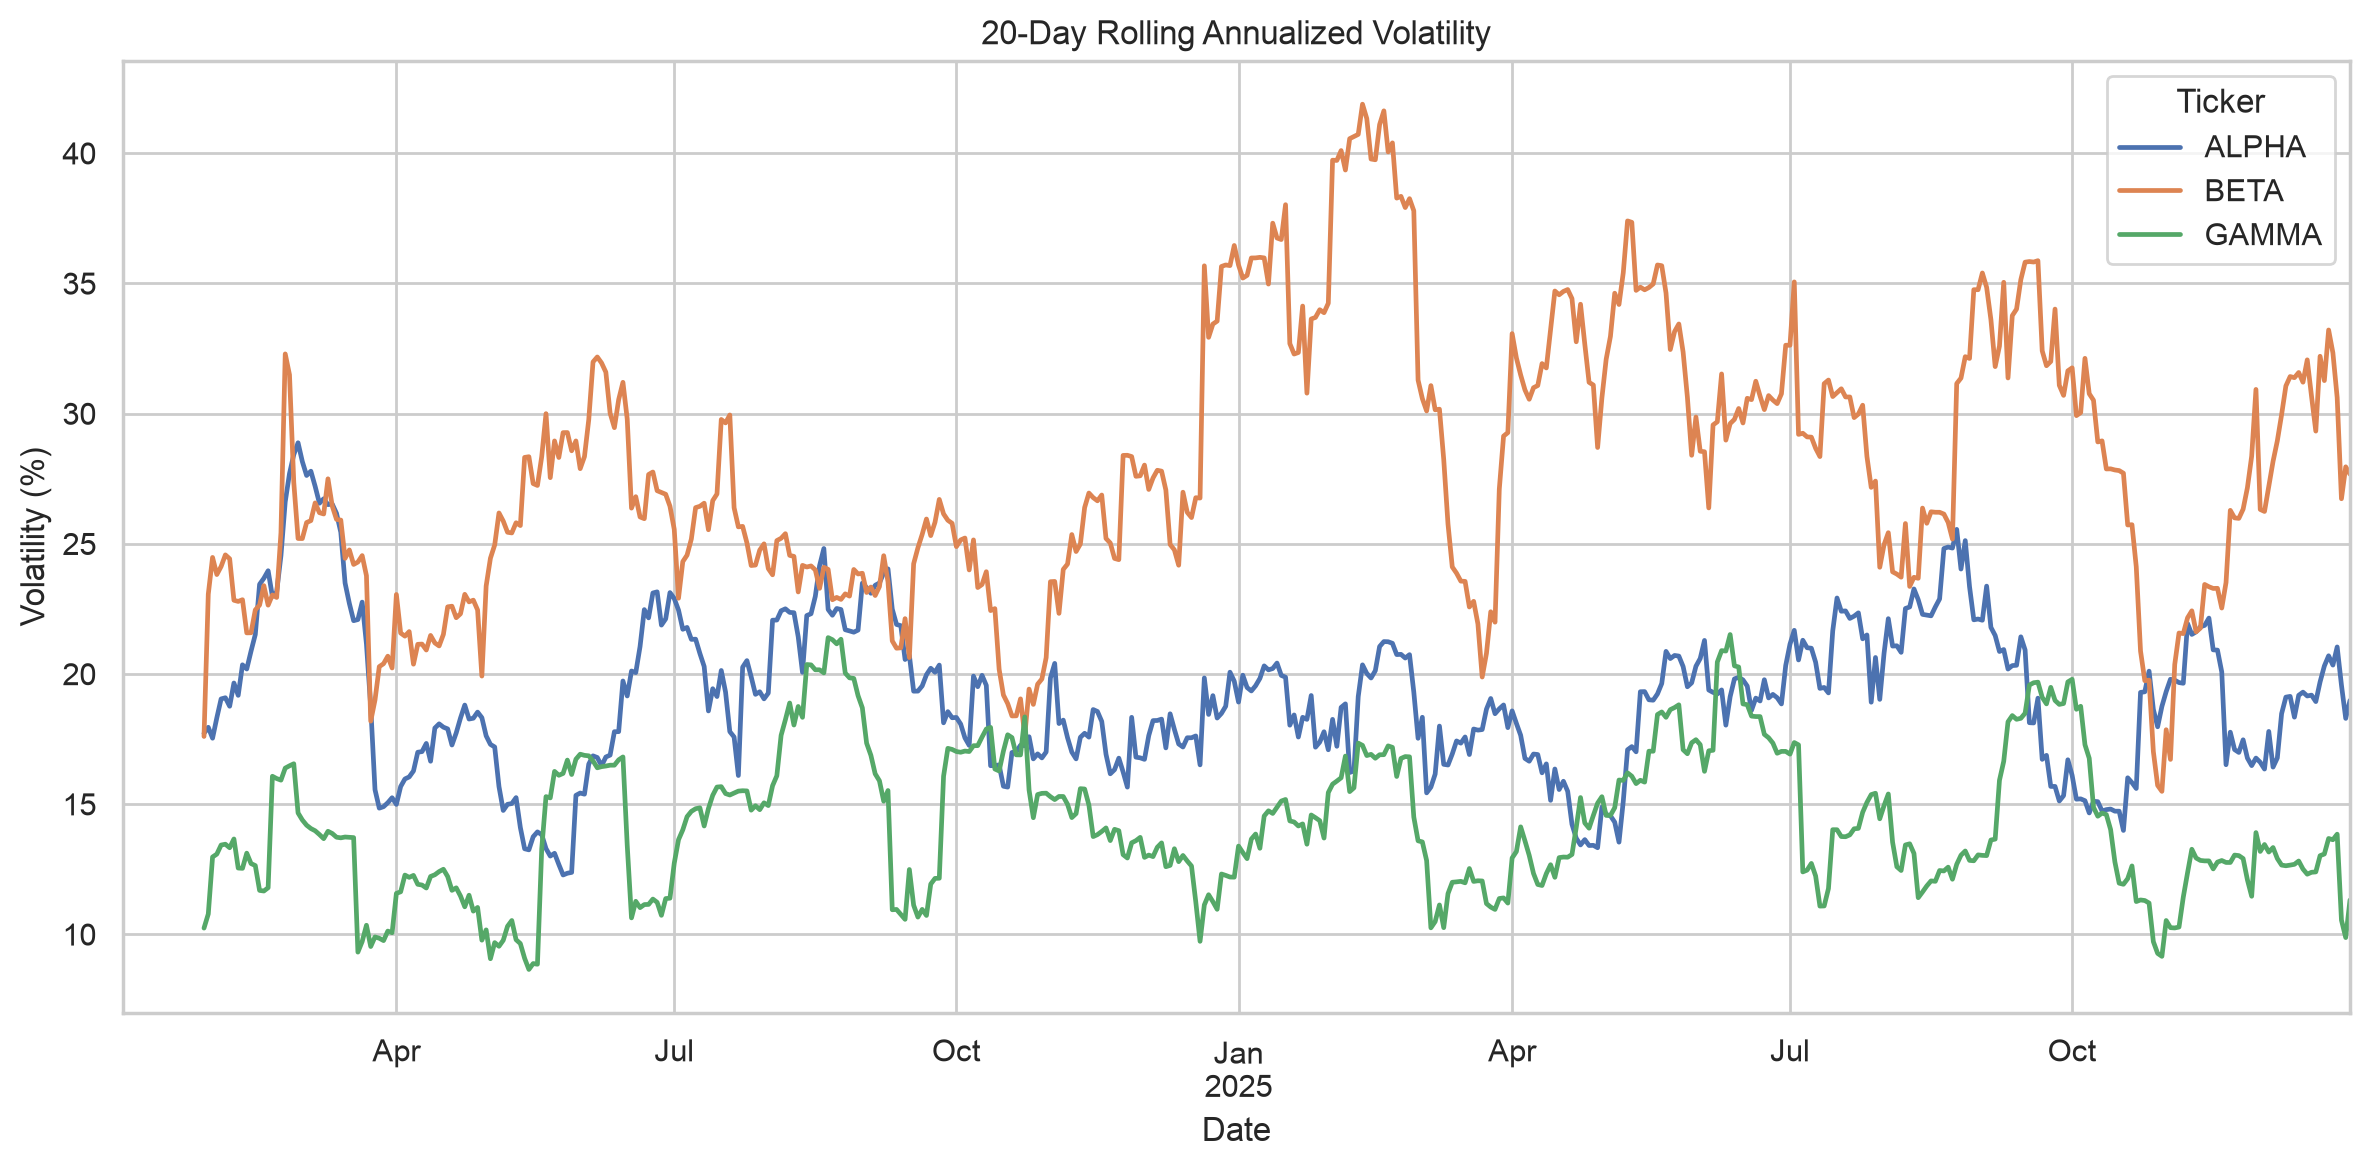 20-Day Rolling Annualized Volatility
Volatility (%)
40
35
30
25
20
15
10
Ticker
ALPHA
BETA
GAMMA
Apr
Jul
Oct
Jan
2025
Apr
Jul
Oct
Date